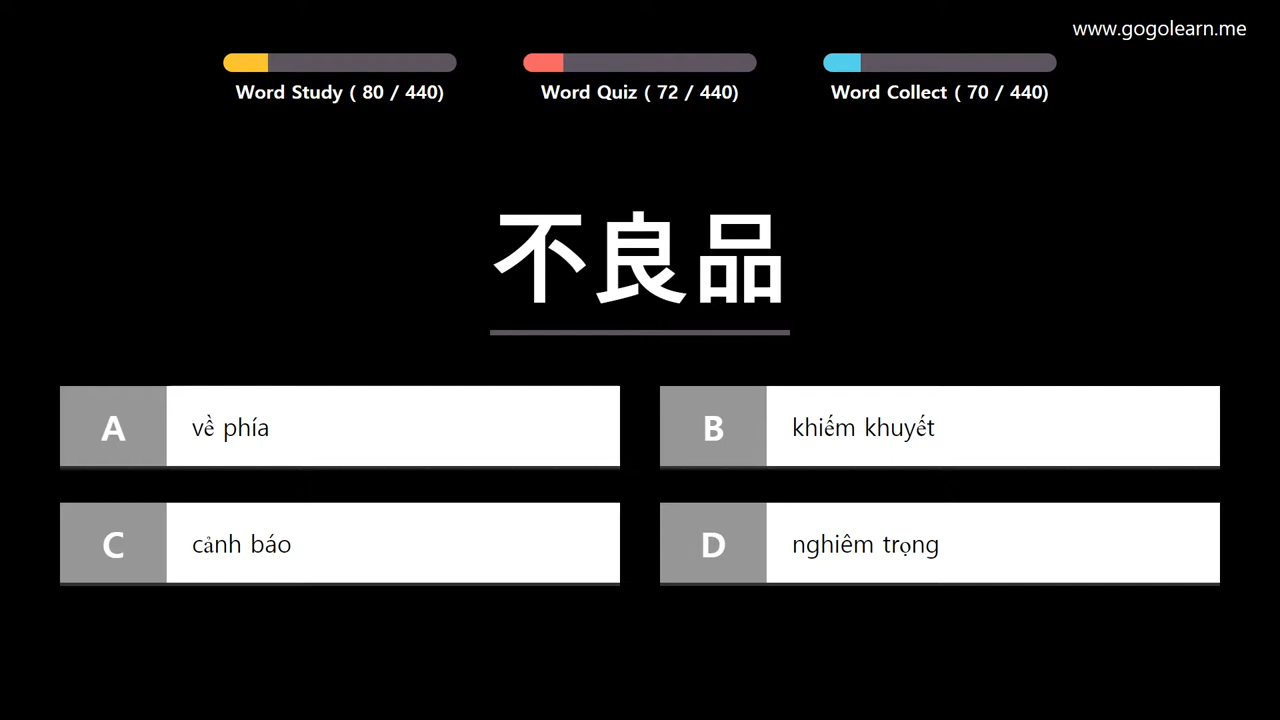 www.gogolearn.me
Word Study ( 80 / 440)
Word Quiz ( 72 / 440)
Word Collect ( 70 / 440)
不良品
A về phía
B khiếm khuyết
C cảnh báo
D nghiêm trọng